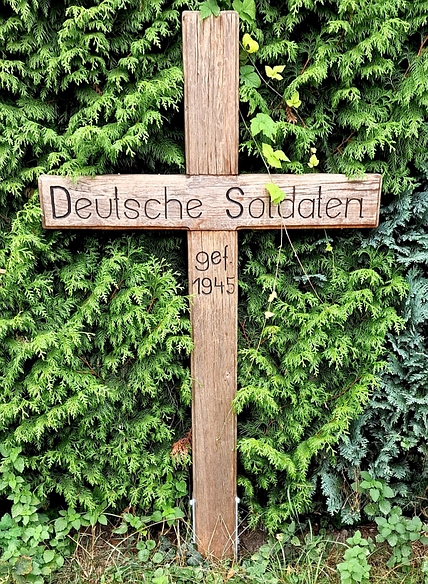 Deutsche Soldaten
gef.
1945